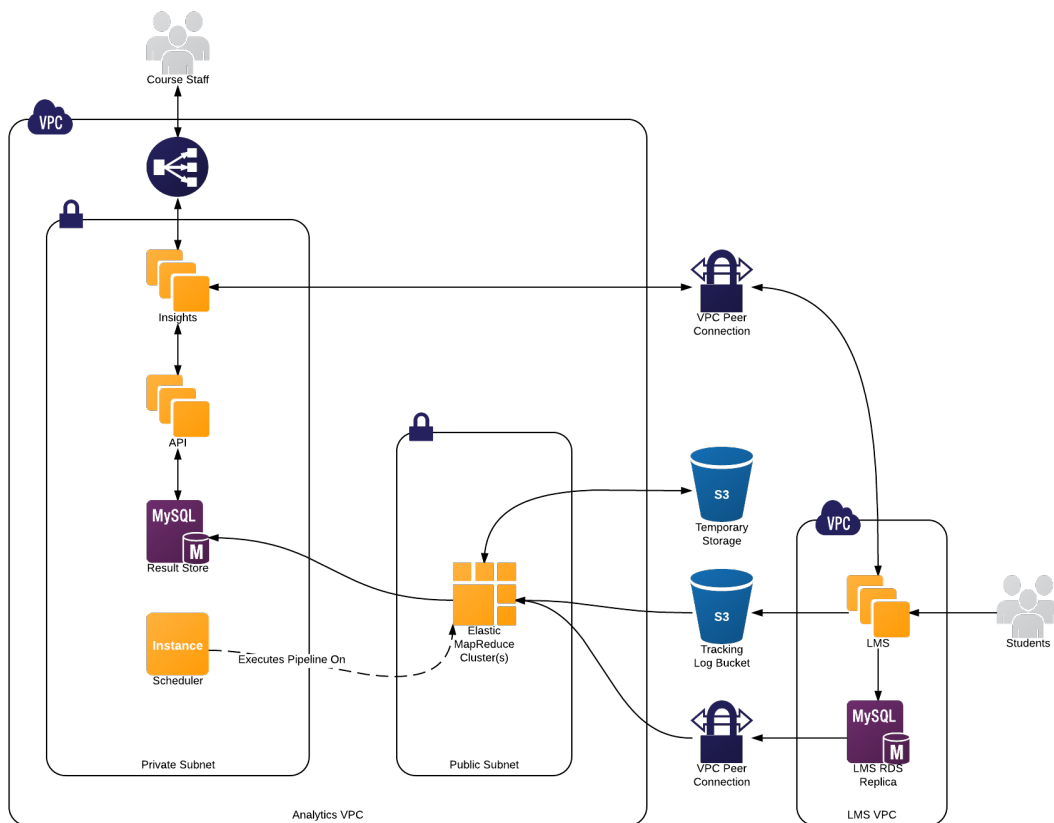 Course Staff
VPC
Insights
VPC Peer
Connection
API
S3
Temporary
Storage
MySQL
M
Result Store
VPC
S3
Tracking
Log Bucket
Elastic
MapReduce
Cluster(s)
LMS
Students
Instance
Scheduler
Executes Pipeline On
MySQL
M
LMS RDS
Replica
VPC Peer
Connection
Private Subnet
Public Subnet
Analytics VPC
LMS VPC